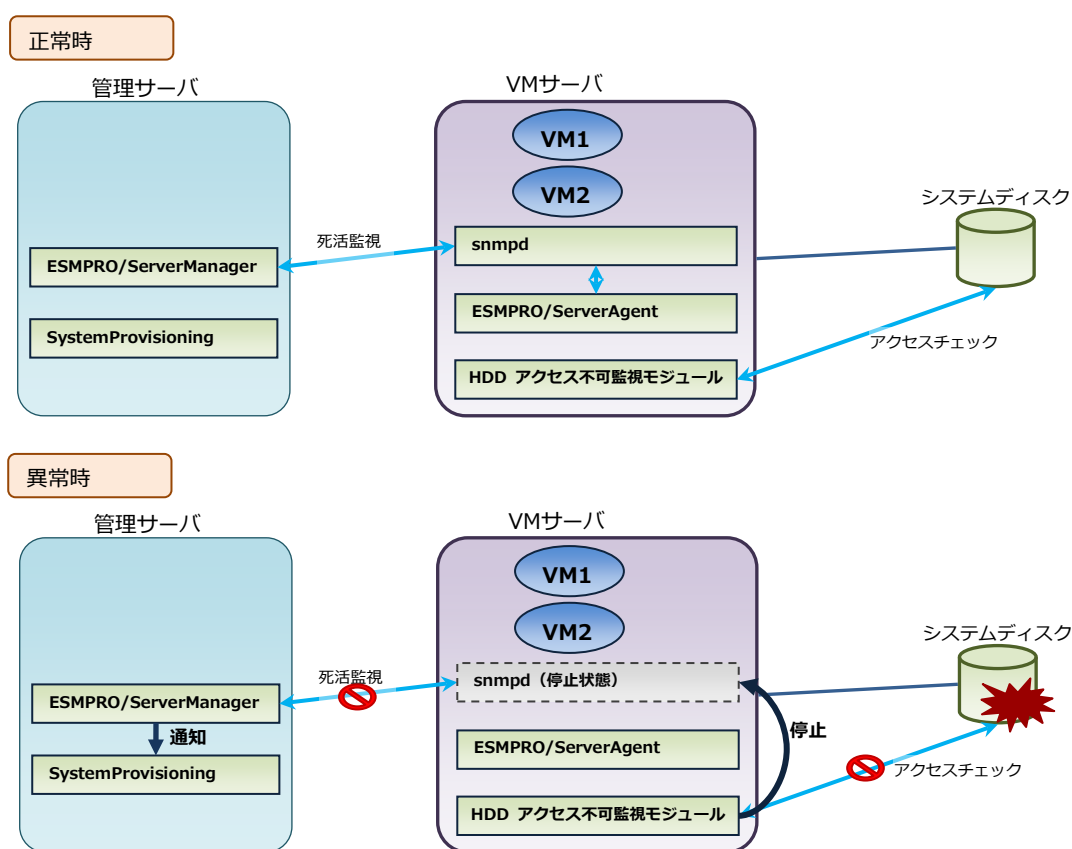 正常時
管理サーバ
VMサーバ
VM1
VM2
システムディスク
死活監視
snmpd
ESMPRO/ServerManager
ESMPRO/ServerAgent
SystemProvisioning
アクセスチェック
HDD アクセス不可監視モジュール
異常時
管理サーバ
VMサーバ
VM1
VM2
システムディスク
死活監視
snmpd（停止状態）
ESMPRO/ServerManager
停止
通知
ESMPRO/ServerAgent
SystemProvisioning
アクセスチェック
HDD アクセス不可監視モジュール